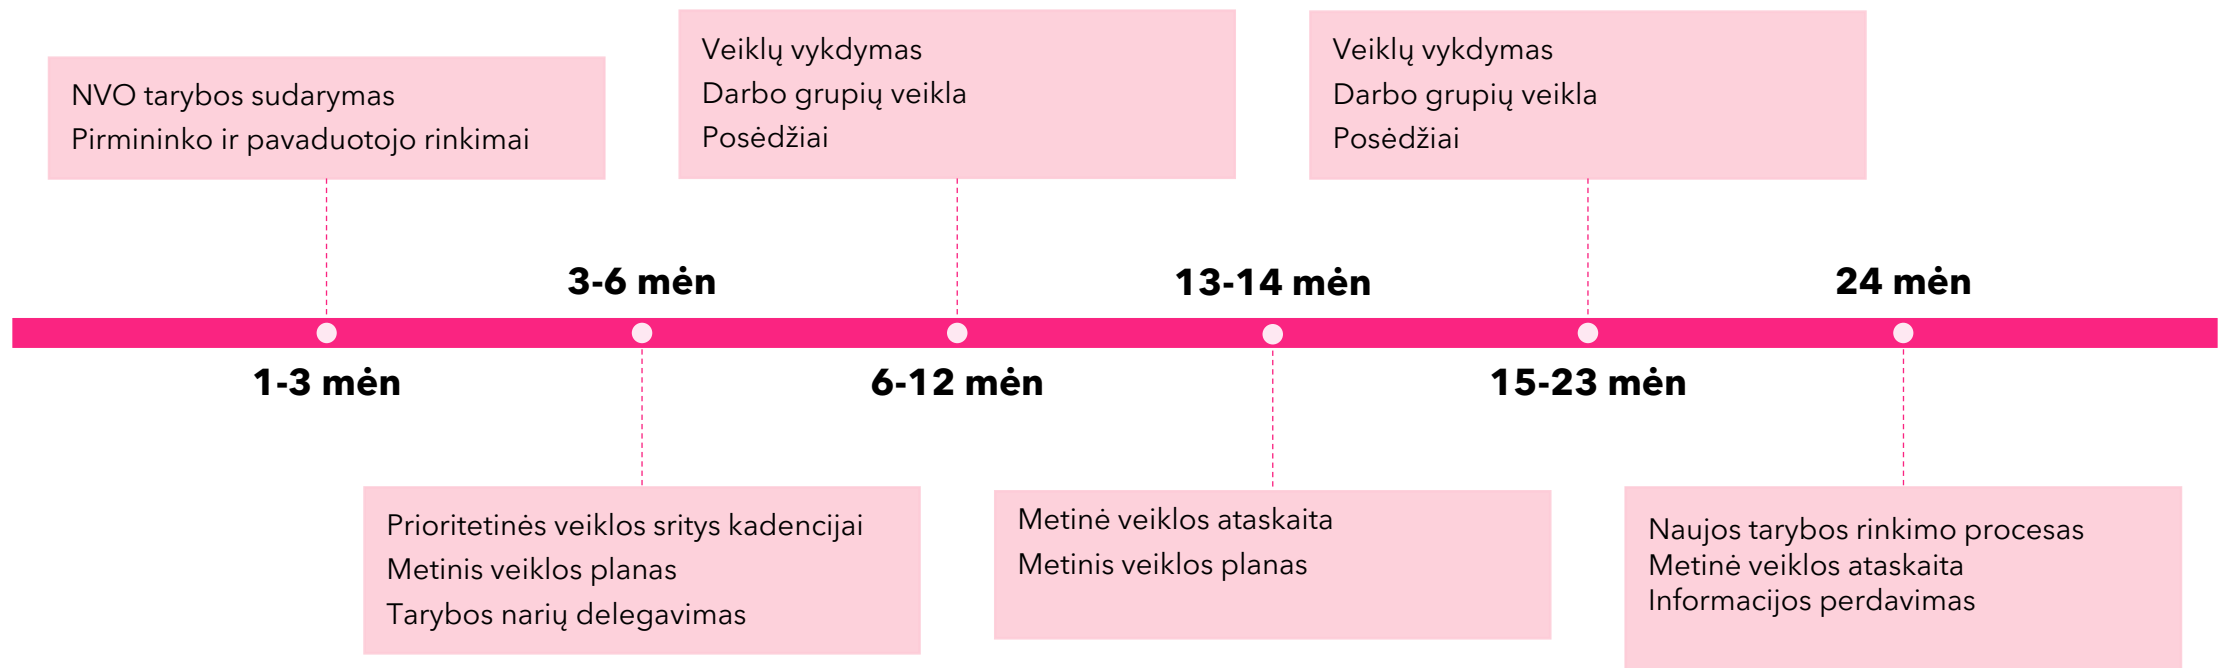 NVO tarybos sudarymas
Pirmininko ir pavaduotojo rinkimai
Veiklų vykdymas
Darbo grupių veikla
Posėdžiai
Veiklų vykdymas
Darbo grupių veikla
Posėdžiai
3-6 mėn
13-14 mėn
24 mėn
1-3 mėn
6-12 mėn
15-23 mėn
Prioritetinės veiklos sritys kadencijai
Metinis veiklos planas
Tarybos narių delegavimas
Metinė veiklos ataskaita
Metinis veiklos planas
Naujos tarybos rinkimo procesas
Metinė veiklos ataskaita
Informacijos perdavimas